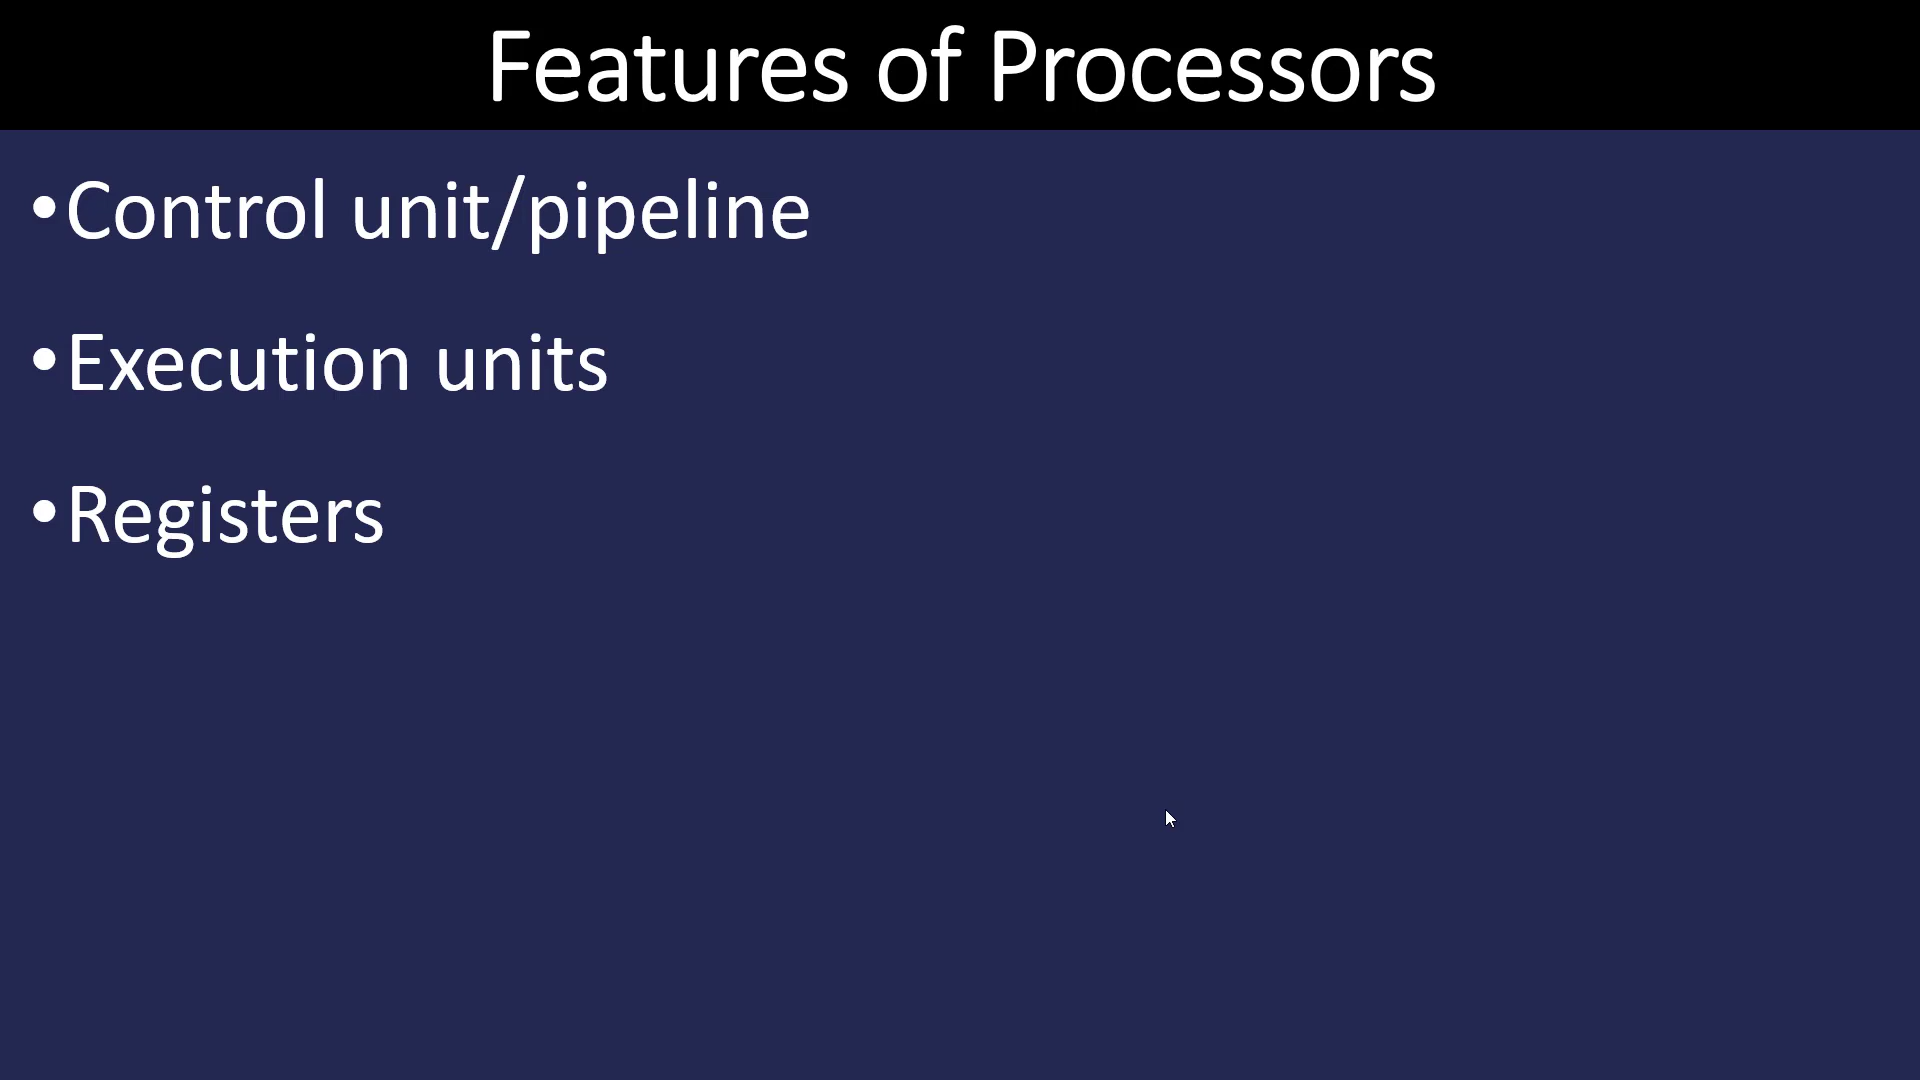 Features of Processors
•Control unit/pipeline
•Execution units
•Registers